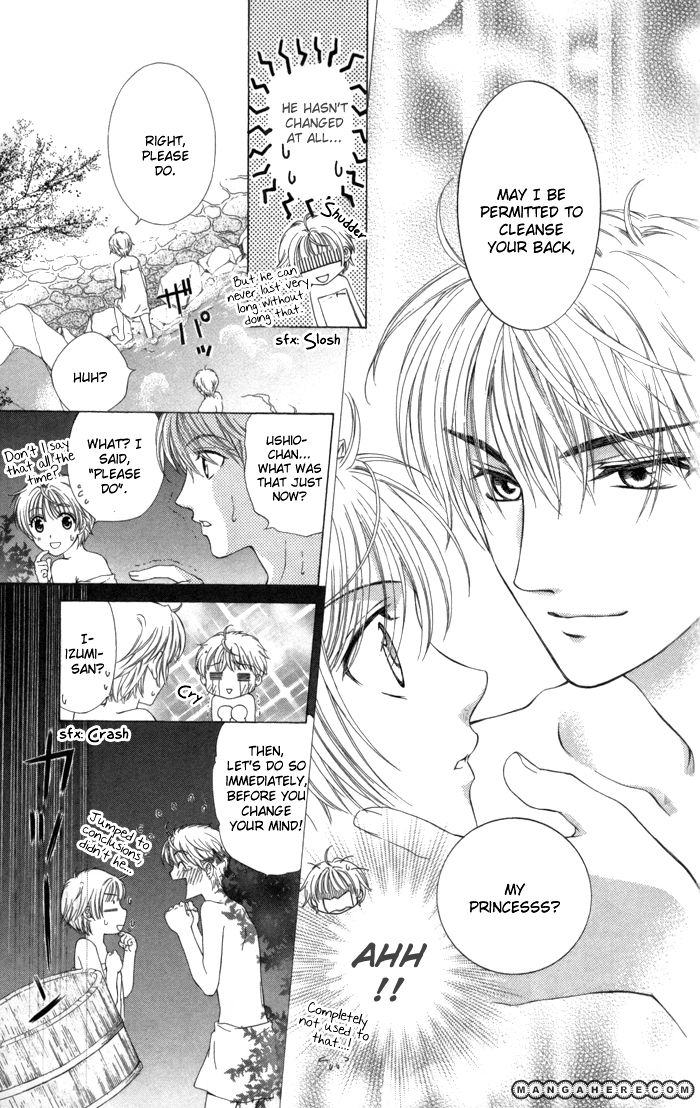 MAY I BE
PERMITTED TO
CLEANSE
YOUR BACK,
MY
PRINCESSS?
AHH
!!
Completely
not used to
that...!
HE HASN'T
CHANGED
AT ALL...
Shudder
But he can
never last very
long without
doing that
RIGHT,
PLEASE
DO.
ザ
パ
ッ
sfx: Slosh
HUH?
USHIO-
CHAN...
WHAT WAS
THAT JUST
NOW?
WHAT? I
SAID,
"PLEASE
DO".
Don't I say
that all the
time?
Cry
I-
IZUMI-
SAN?
sfx: Crash
THEN,
LET'S DO SO
IMMEDIATELY,
BEFORE YOU
CHANGE
YOUR MIND!
Jumped to
conclusions,
didn't he...
MANGAHERE.COM